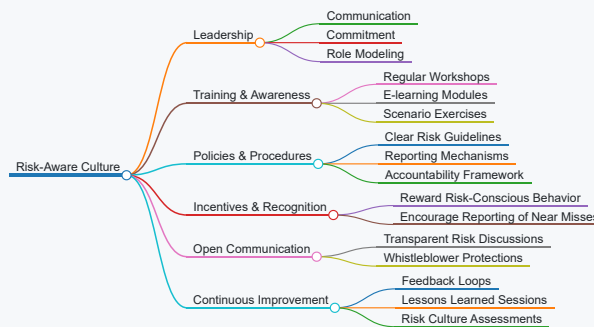 Risk-Aware Culture
Leadership
Communication
Commitment
Role Modeling
Training & Awareness
Regular Workshops
E-learning Modules
Scenario Exercises
Policies & Procedures
Clear Risk Guidelines
Reporting Mechanisms
Accountability Framework
Incentives & Recognition
Reward Risk-Conscious Behavior
Encourage Reporting of Near Misses
Open Communication
Transparent Risk Discussions
Whistleblower Protections
Continuous Improvement
Feedback Loops
Lessons Learned Sessions
Risk Culture Assessments